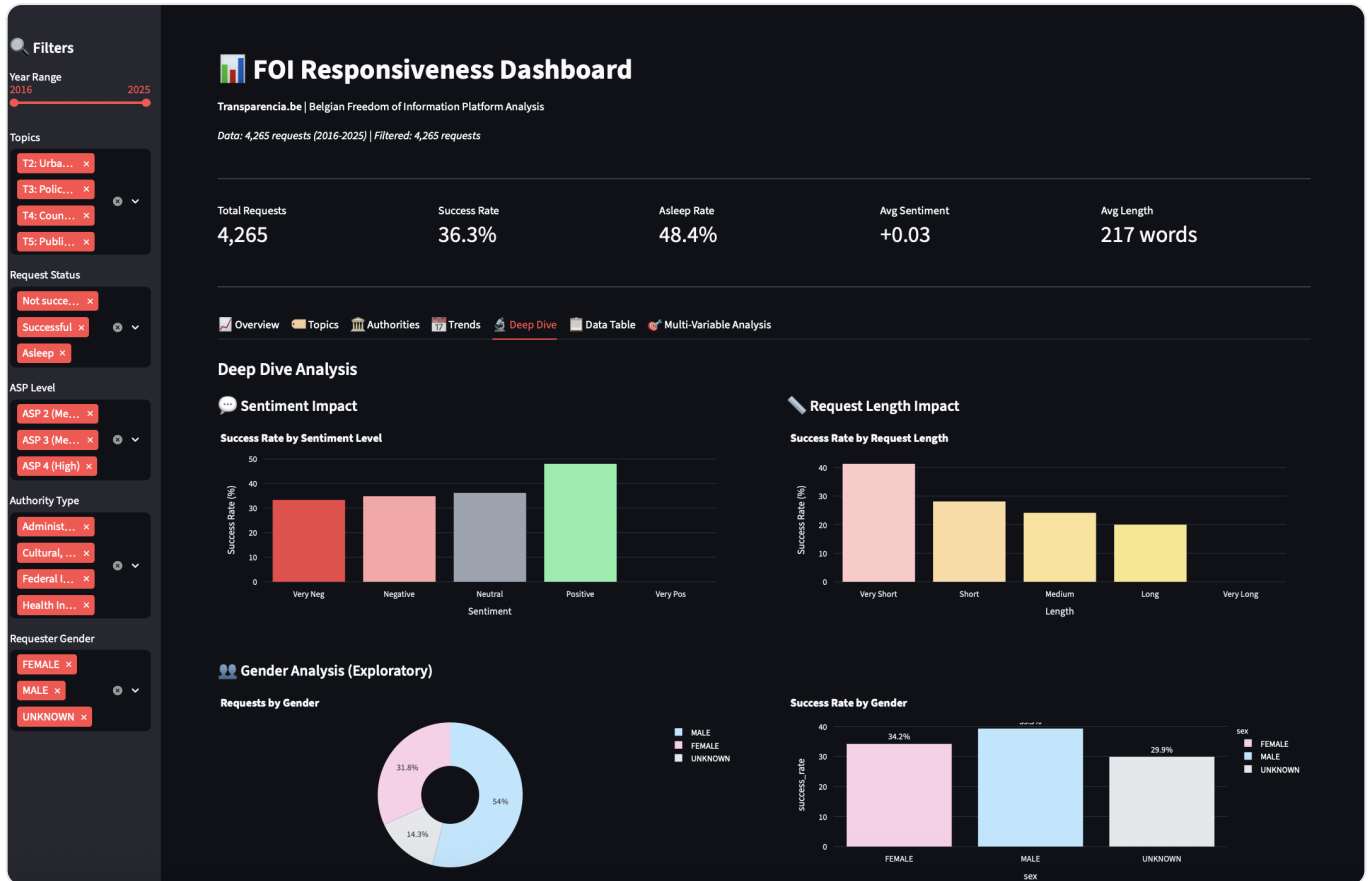 Filters
Year Range
2016 2025
Topics
T2: Urba... ×
T3: Polic... ×
T4: Coun... ×
T5: Publi... ×
Request Status
Not succe... ×
Successful ×
Asleep ×
ASP Level
ASP 2 (Me... ×
ASP 3 (Me... ×
ASP 4 (High) ×
Authority Type
Administ... ×
Cultural, ... ×
Federal I... ×
Health In... ×
Requester Gender
FEMALE ×
MALE ×
UNKNOWN ×
FOI Responsiveness Dashboard
Transparencia.be | Belgian Freedom of Information Platform Analysis
Data: 4,265 requests (2016-2025) | Filtered: 4,265 requests
Total Requests
4,265
Success Rate
36.3%
Asleep Rate
48.4%
Avg Sentiment
+0.03
Avg Length
217 words
Overview Topics Authorities 17 Trends Deep Dive Data Table Multi-Variable Analysis
Deep Dive Analysis
Sentiment Impact
Success Rate by Sentiment Level
Success Rate (%)
50
40
30
20
10
0
Very Neg Negative Neutral Positive Very Pos
Sentiment
Request Length Impact
Success Rate by Request Length
Success Rate (%)
40
30
20
10
0
Very Short Short Medium Long Very Long
Length
Gender Analysis (Exploratory)
Requests by Gender
31.8%
54%
14.3%
MALE
FEMALE
UNKNOWN
Success Rate by Gender
success_rate
40
30
20
10
0
34.2%
29.9%
FEMALE MALE UNKNOWN
sex
sex
FEMALE
MALE
UNKNOWN